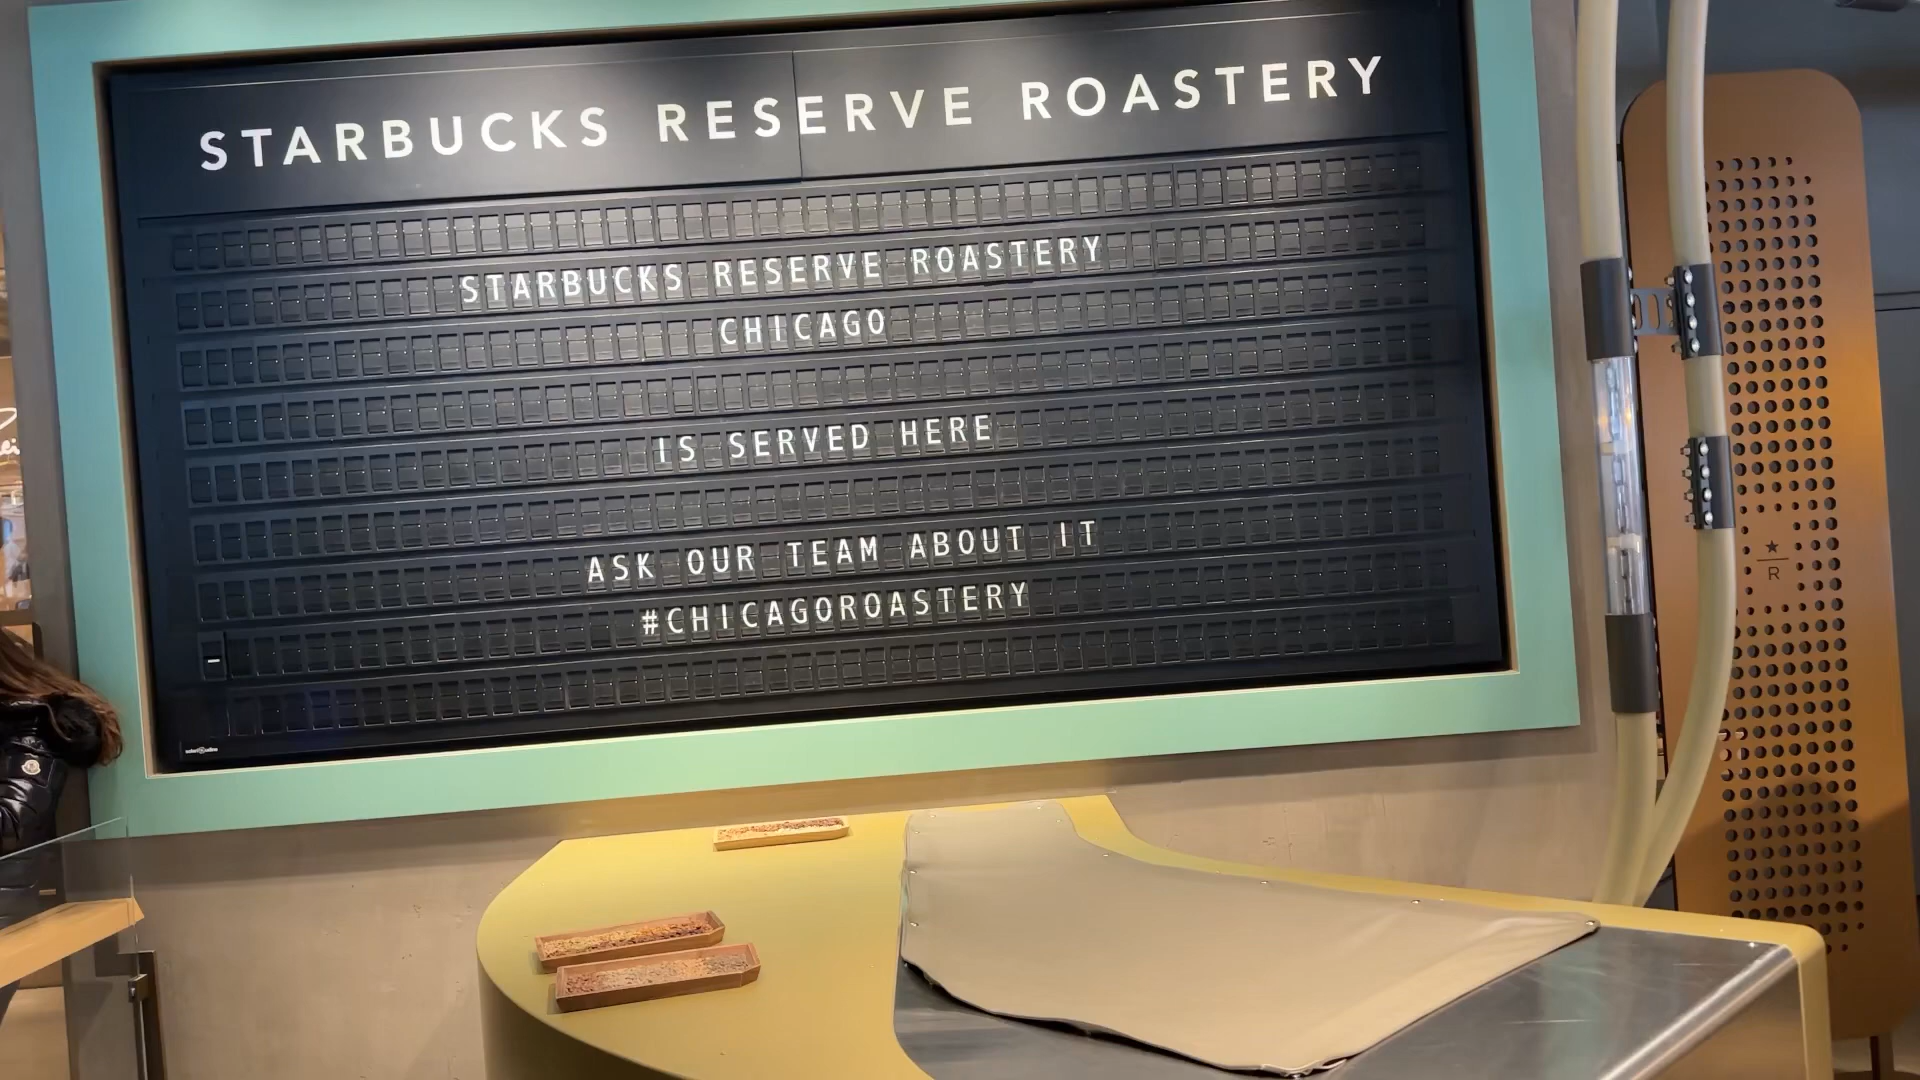 STARBUCKS RESERVE ROASTERY
STARBUCKS RESERVE ROASTERY
CHICAGO
IS SERVED HERE
ASK OUR TEAM ABOUT IT
#CHICAGOROASTERY
R